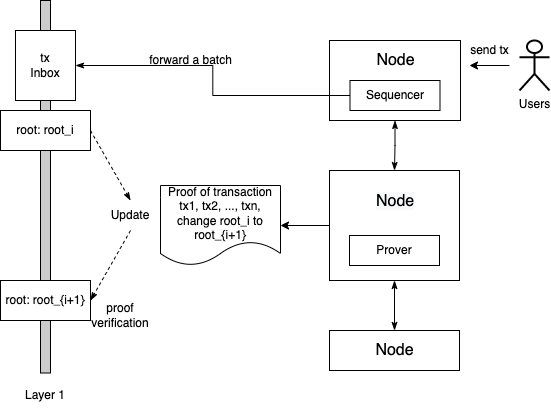 tx
Inbox
forward a batch
Node
Sequencer
send tx
Users
root: root_i
Update
Proof of transaction
tx1, tx2, ..., txn,
change root_i to
root_{i+1}
Node
Prover
root: root_{i+1}
proof
verification
Node
Layer 1